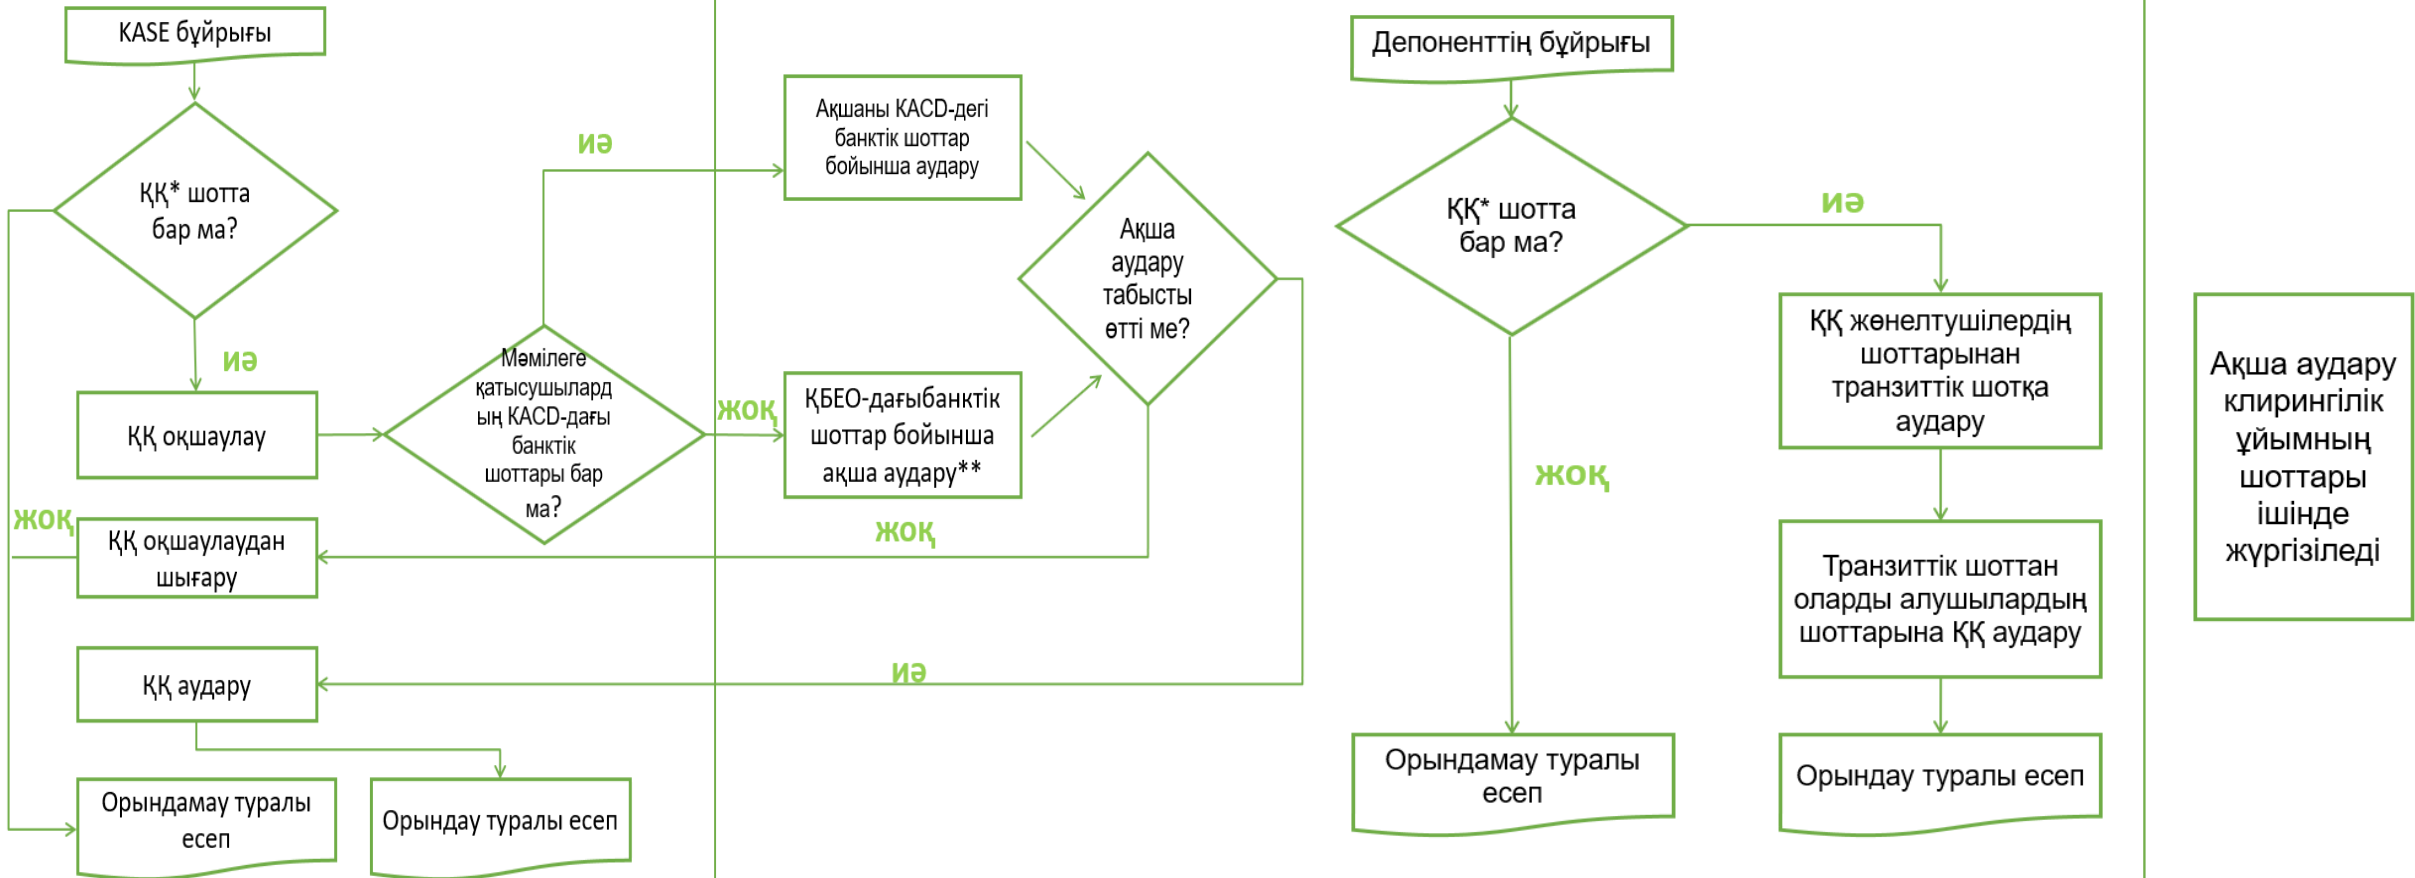 KASE бұйрығы
ҚҚ* шотта
бар ма?
иә
ҚҚ оқшаулау
жоқ
ҚҚ оқшаулаудан
шығару
ҚҚ аудару
Орындамау туралы
есеп
Орындау туралы есеп
Мәмілеге
қатысушылард
ың КАСD-дағы
банктік
шоттары бар
ма?
иә
жоқ
Ақшаны КАСD-дегі
банктік шоттар
бойынша аудару
ҚБЕО-дағыбанктік
шоттар бойынша
ақша аудару**
Ақша
аудару
табысты
өтті ме?
жоқ
иә
Депоненттің бұйрығы
ҚҚ* шотта
бар ма?
иә
жоқ
ҚҚ жөнелтушілердің
шоттарынан
транзиттік шотқа
аудару
Транзиттік шоттан
оларды алушылардың
шоттарына ҚҚ аудару
Орындамау туралы
есеп
Орындау туралы есеп
Ақша аудару
клирингілік
ұйымның
шоттары
ішінде
жүргізіледі